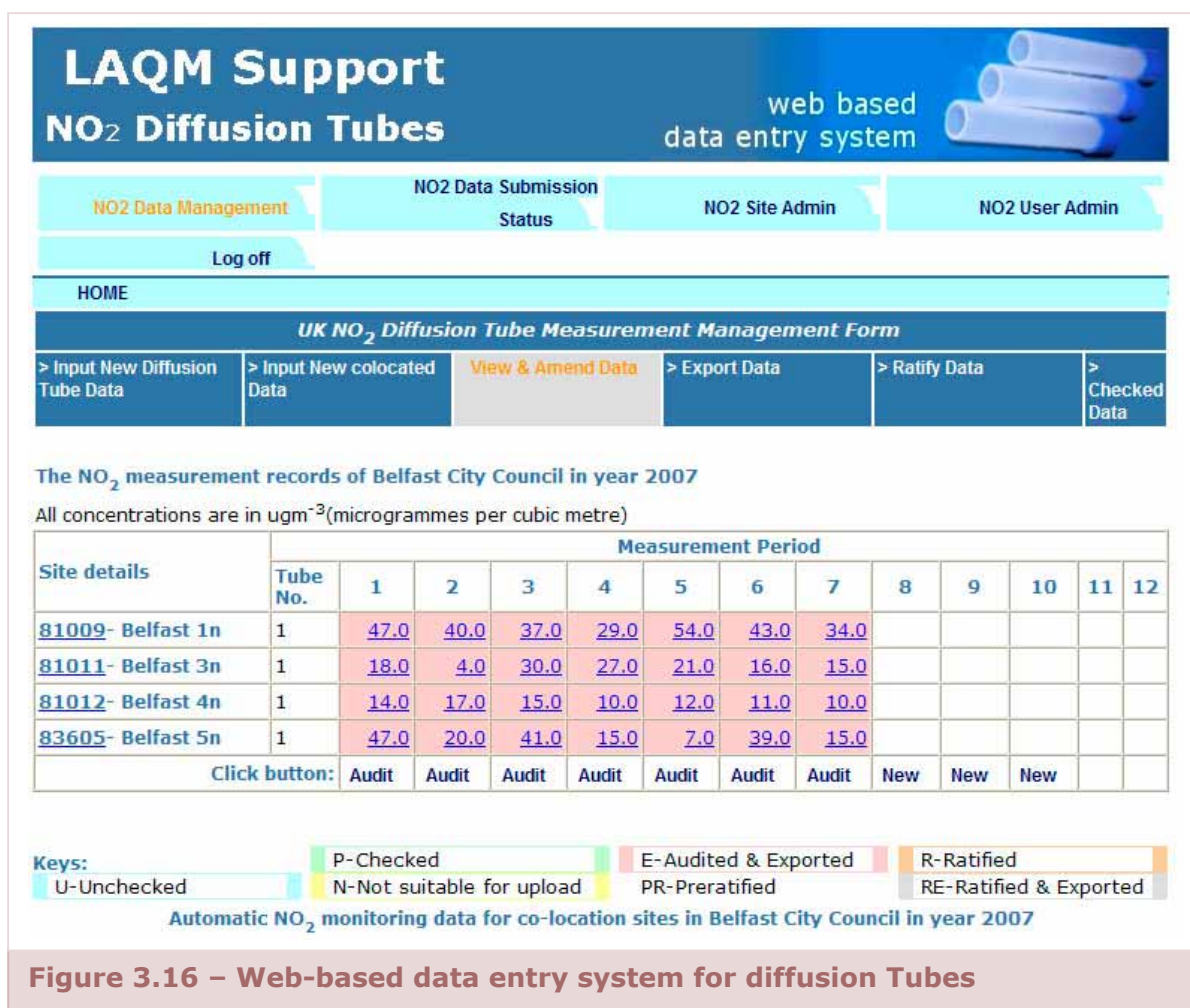 LAQM Support
NO2 Diffusion Tubes
web based
data entry system
NO2 Data Management
NO2 Data Submission
Status
NO2 Site Admin
NO2 User Admin
Log off
HOME
UK NO2 Diffusion Tube Measurement Management Form
> Input New Diffusion
Tube Data
> Input New colocated
Data
View & Amend Data
> Export Data
> Ratify Data
>
Checked
Data
The NO2 measurement records of Belfast City Council in year 2007
All concentrations are in ugm-3(microgrammes per cubic metre)
Site details
Measurement Period
Tube
No.
1 2 3 4 5 6 7 8 9 10 11 12
81009- Belfast 1n 1 47.0 40.0 37.0 29.0 54.0 43.0 34.0
81011- Belfast 3n 1 18.0 4.0 30.0 27.0 21.0 16.0 15.0
81012- Belfast 4n 1 14.0 17.0 15.0 10.0 12.0 11.0 10.0
83605- Belfast 5n 1 47.0 20.0 41.0 15.0 7.0 39.0 15.0
Click button: Audit Audit Audit Audit Audit Audit Audit New New New
Keys:
P-Checked E-Audited & Exported R-Ratified
U-Unchecked N-Not suitable for upload PR-Preratified RE-Ratified & Exported
Automatic NO2 monitoring data for co-location sites in Belfast City Council in year 2007
Figure 3.16 – Web-based data entry system for diffusion Tubes